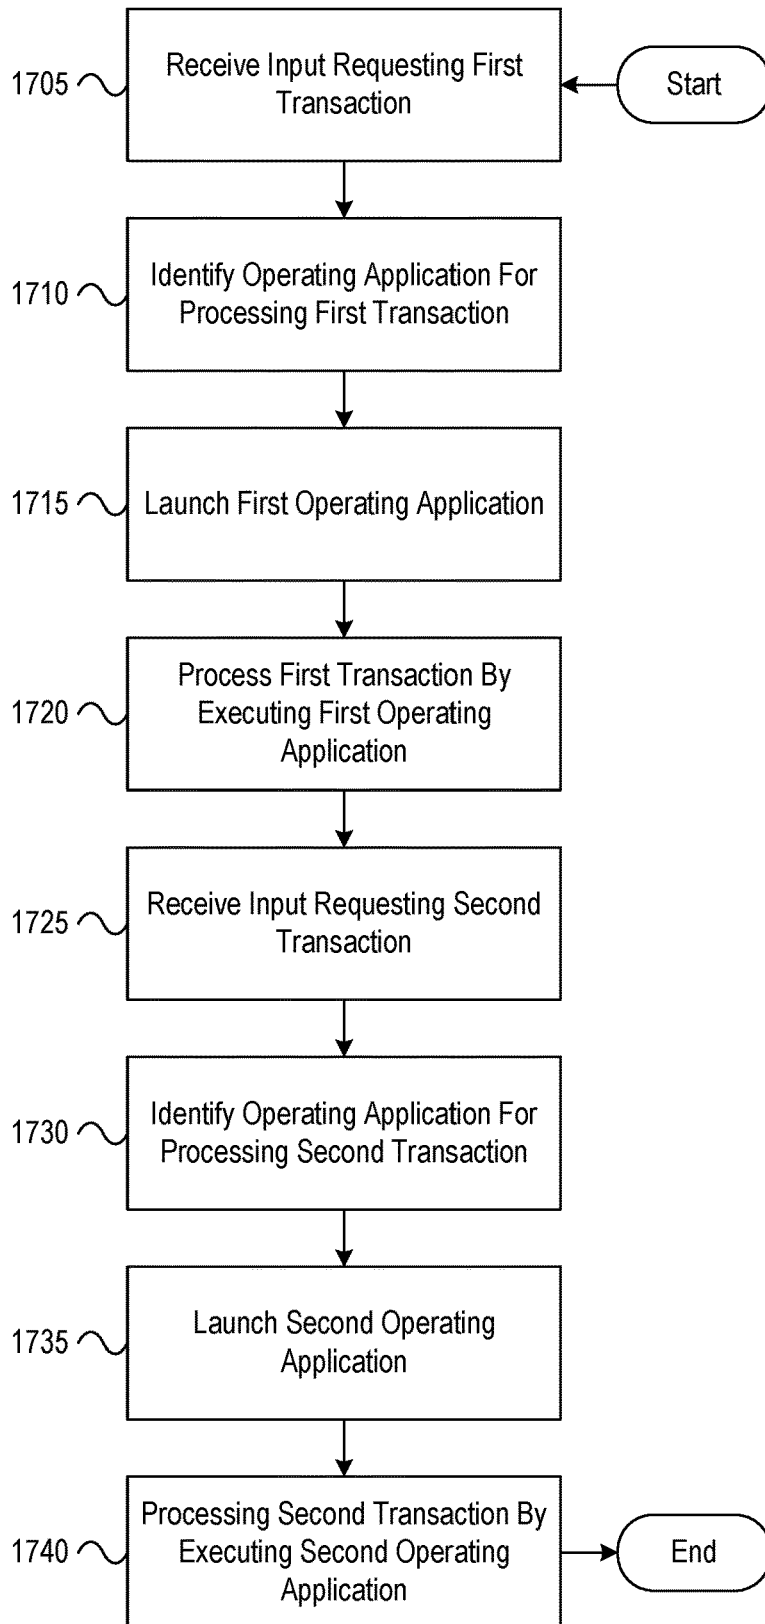 Start
1705
Receive Input Requesting First
Transaction
1710
Identify Operating Application For
Processing First Transaction
1715
Launch First Operating Application
1720
Process First Transaction By
Executing First Operating
Application
1725
Receive Input Requesting Second
Transaction
1730
Identify Operating Application For
Processing Second Transaction
1735
Launch Second Operating
Application
1740
Processing Second Transaction By
Executing Second Operating
Application
End